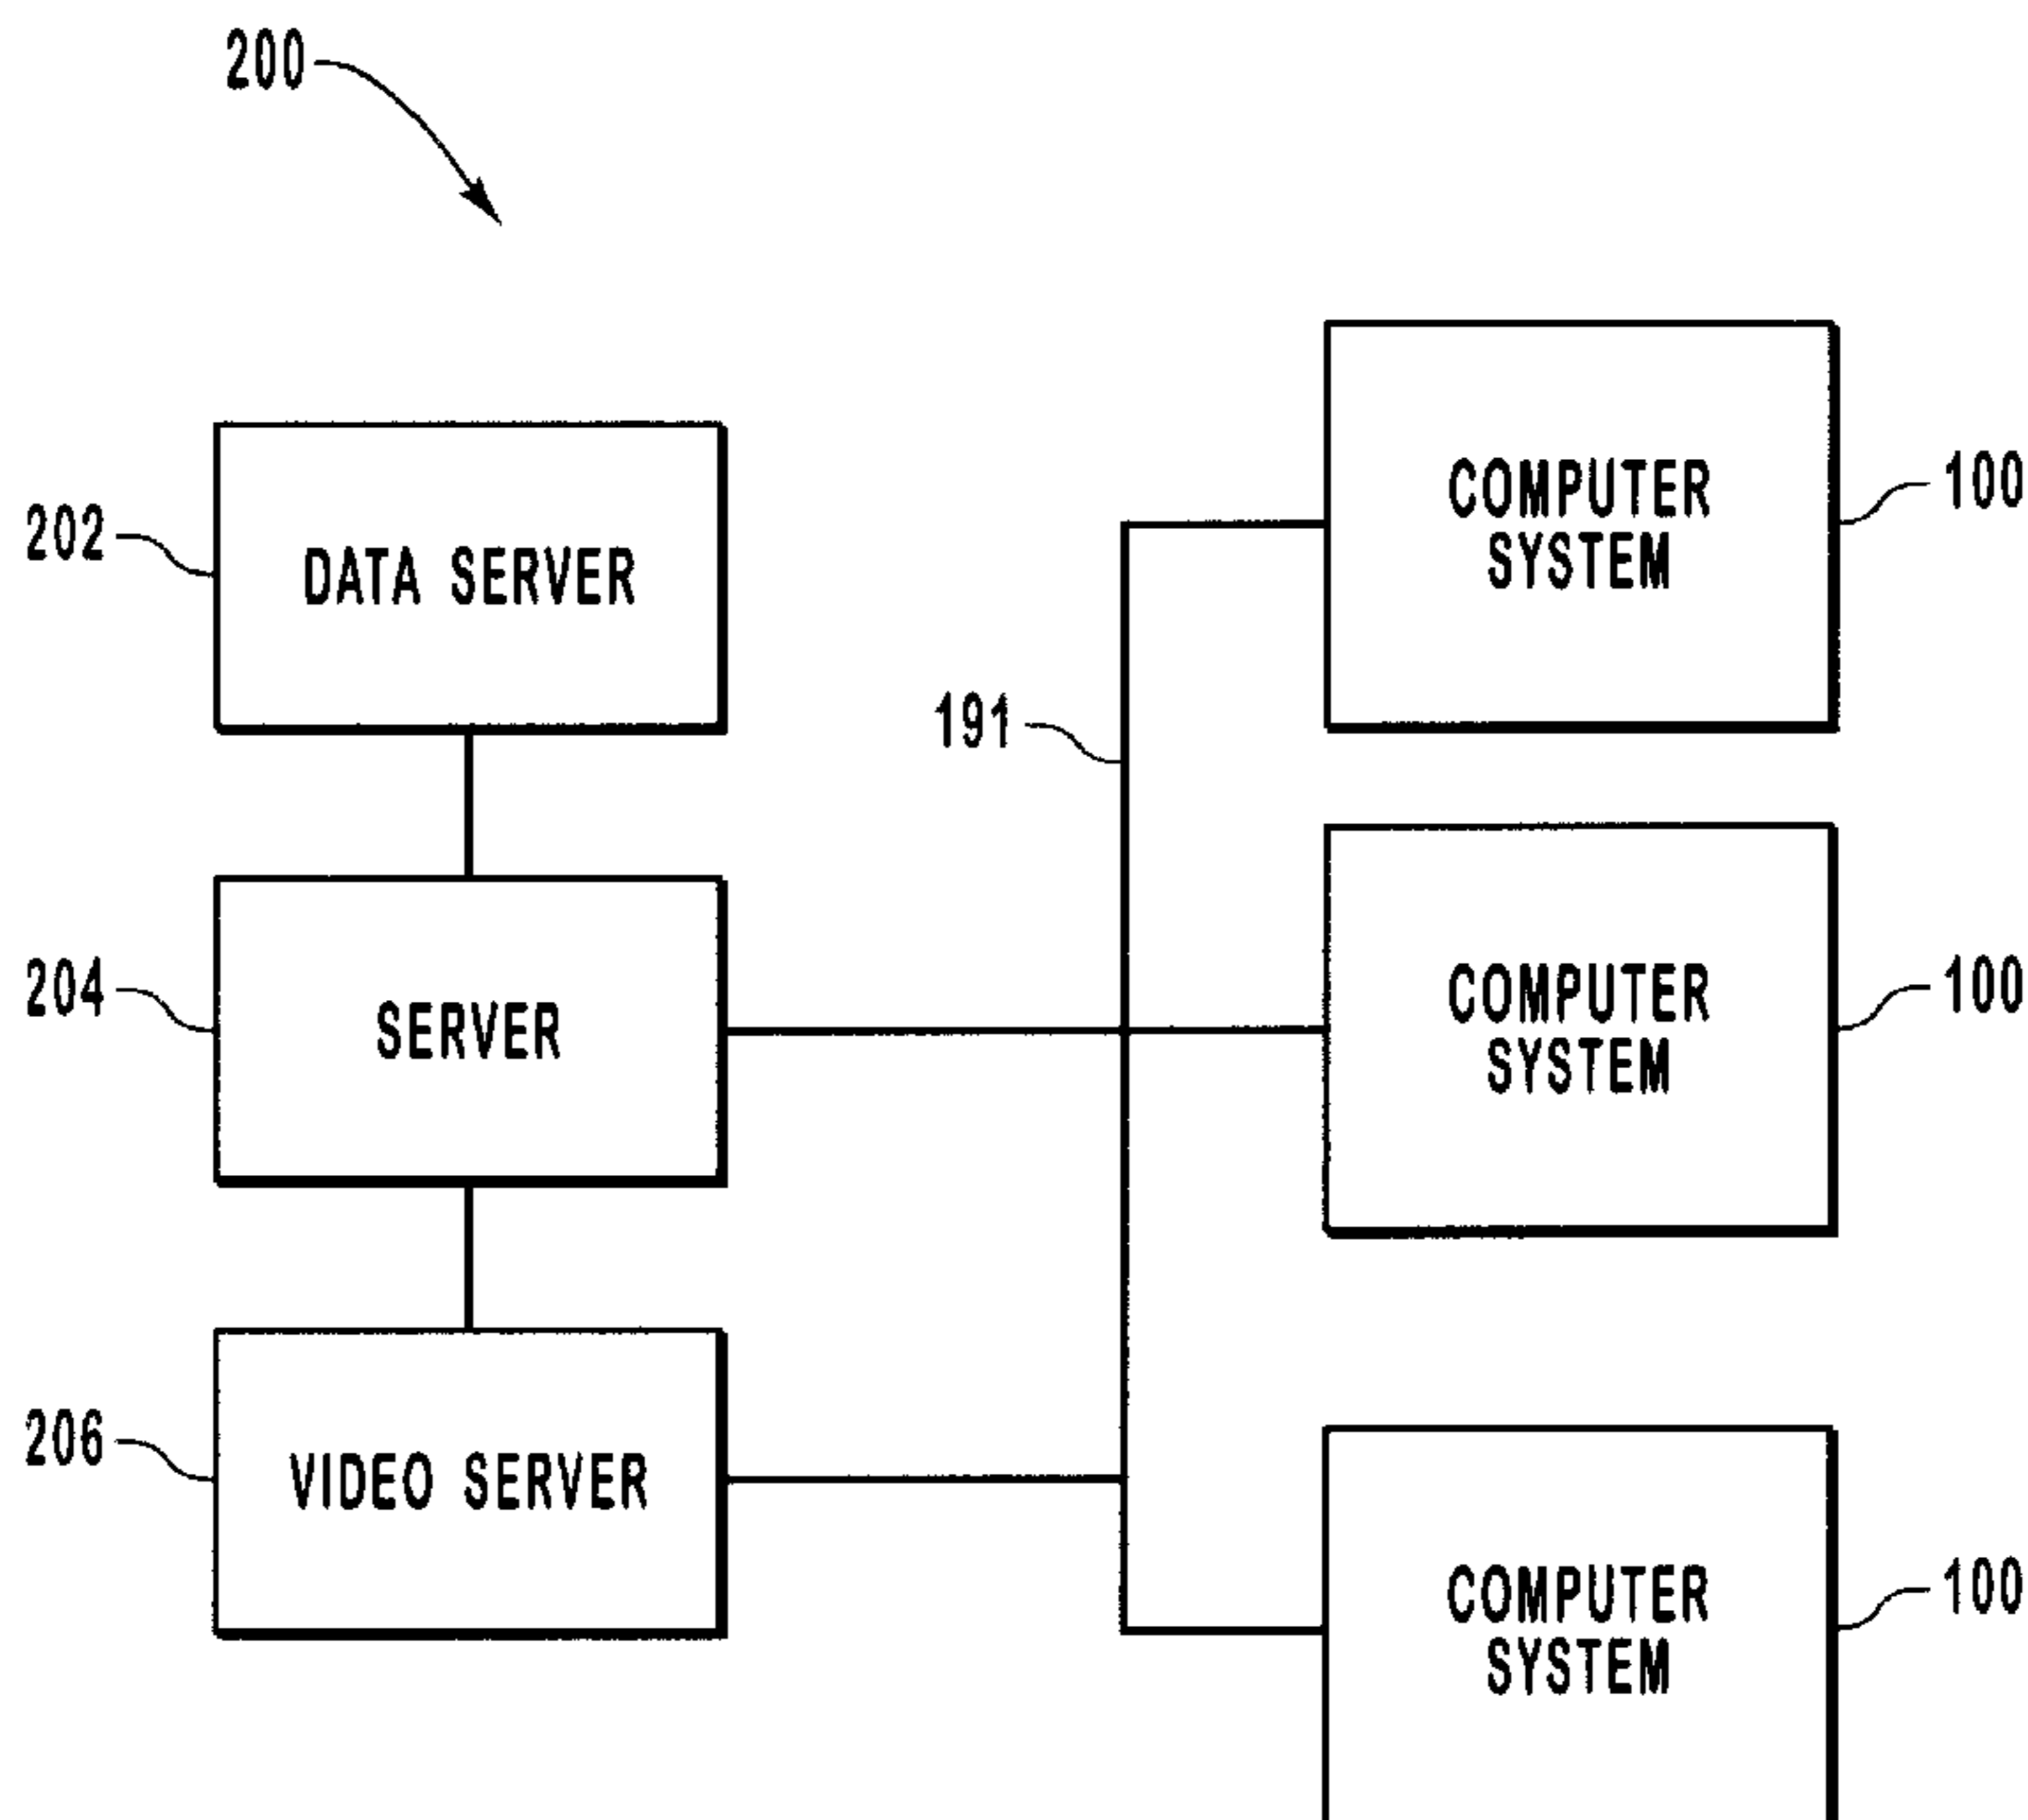 200
202
DATA SERVER
204
SERVER
206
VIDEO SERVER
191
COMPUTER
SYSTEM
100
COMPUTER
SYSTEM
100
COMPUTER
SYSTEM
100